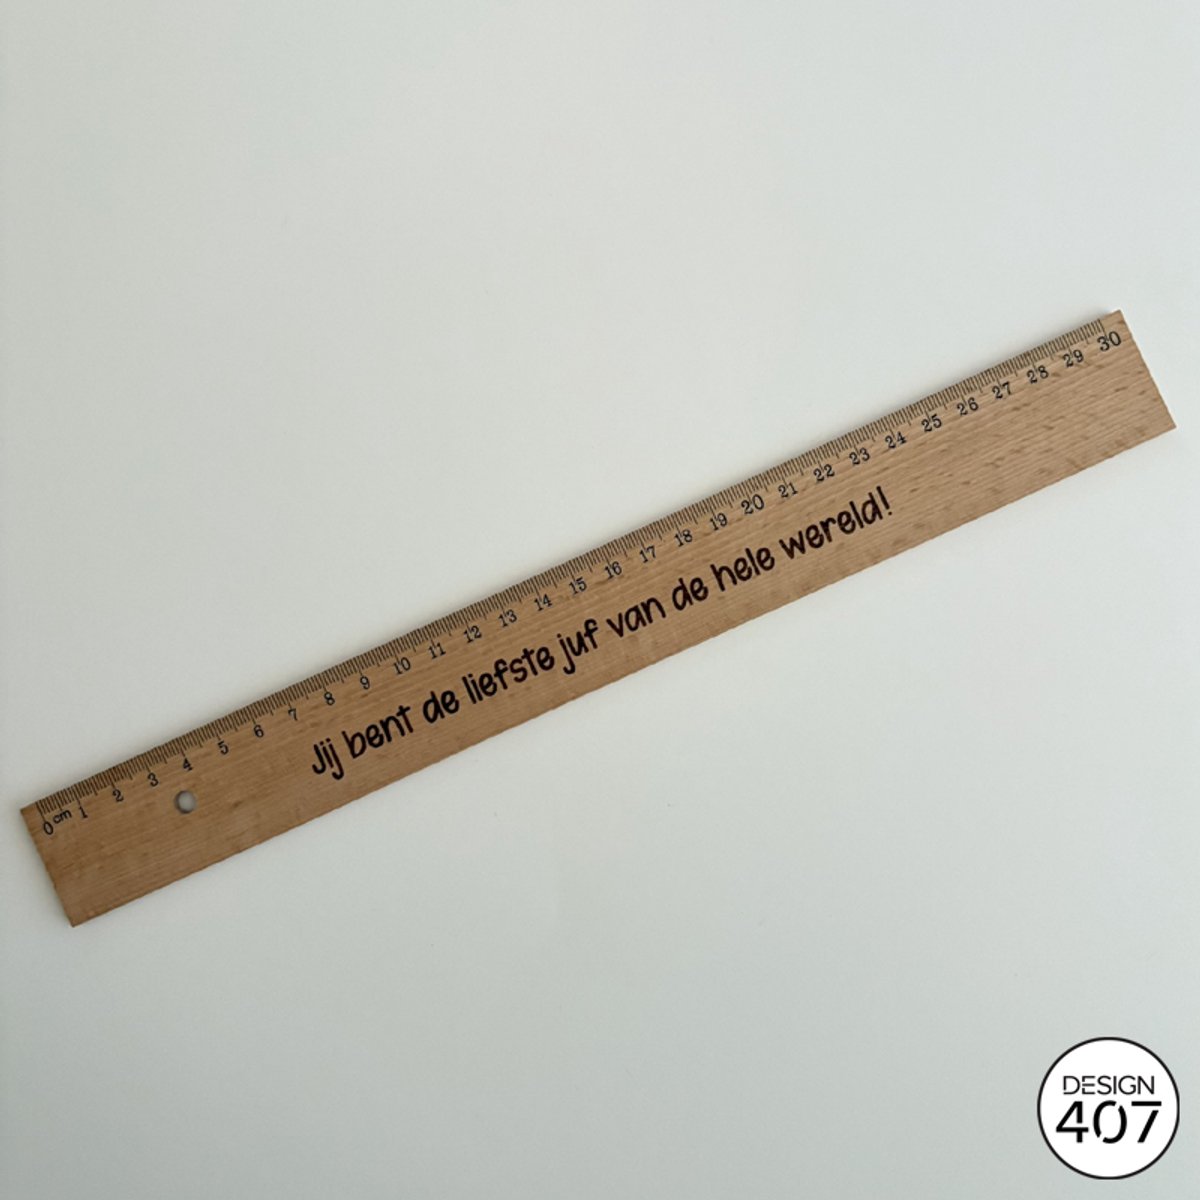 0 cm 1 2 3 4 5 6 7 8 9 10 11 12 13 14 15 16 17 18 19 20 21 22 23 24 25 26 27 28 29 30
Jij bent de liefste juf van de hele wereld!
DESIGN
407